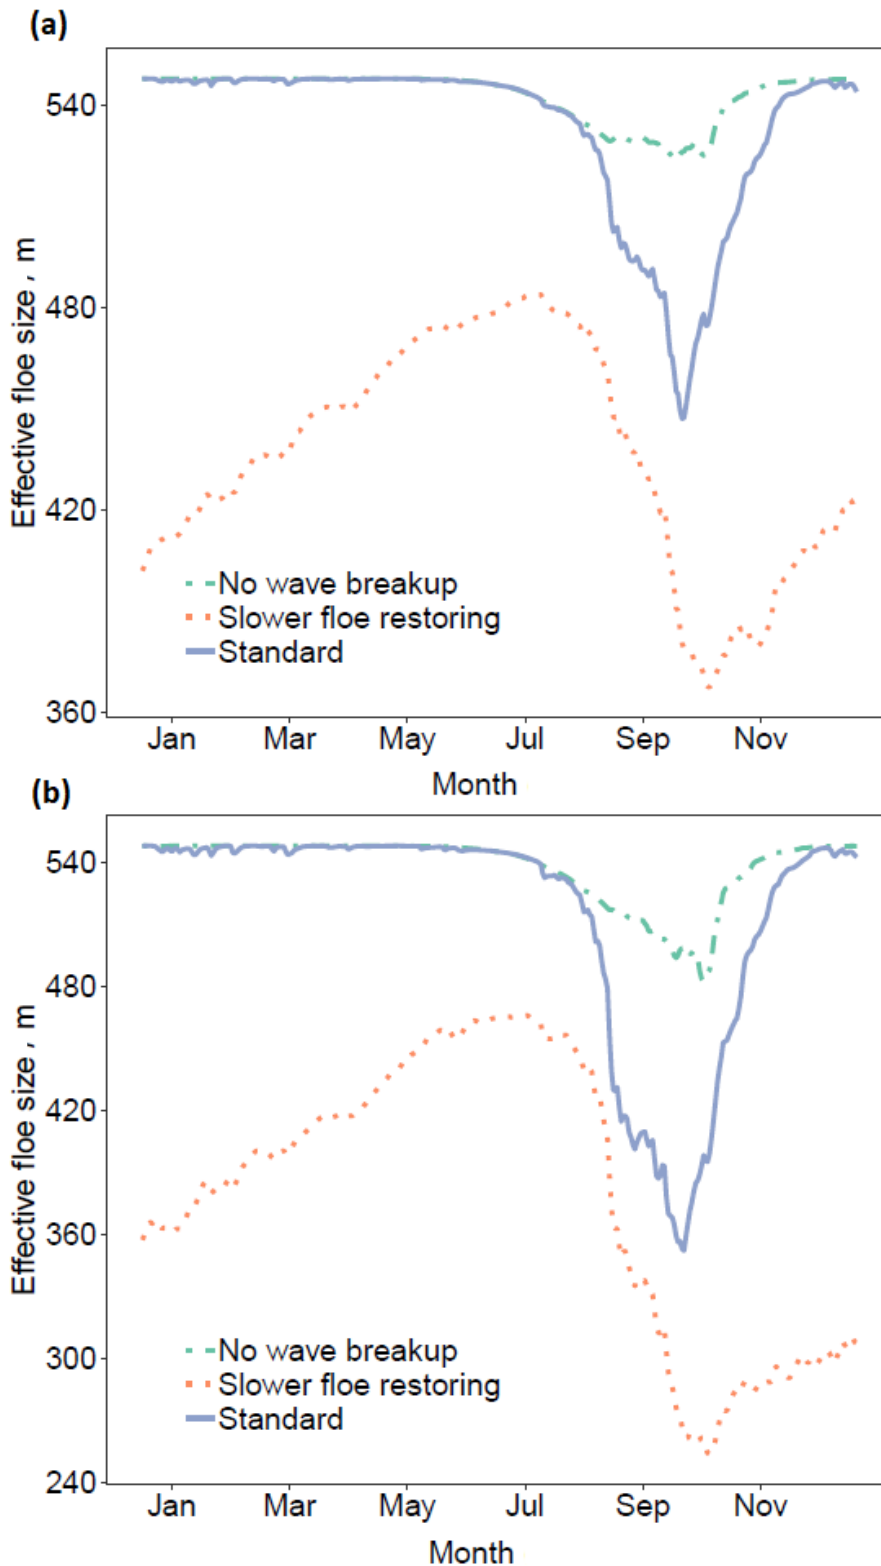 (a)
540
480
420
360
Effective floe size , m
No wave breakup
Slower floe restoring
Standard
Jan Mar May Jul Sep Nov
Month
(b)
540
480
420
360
300
240
Effective floe size , m
No wave breakup
Slower floe restoring
Standard
Jan Mar May Jul Sep Nov
Month